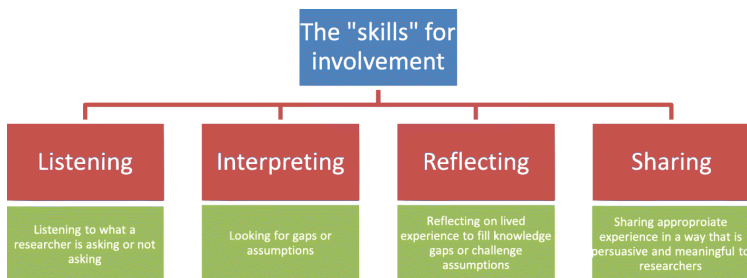 The "skills" for
involvement
Listening
Interpreting
Reflecting
Sharing
Listening to what a
researcher is asking or not
asking
Looking for gaps or
assumptions
Reflecting on lived
experience to fill knowledge
gaps or challenge
assumptions
Sharing approproiate
experience in a way that is
persuasive and meaningful to
researchers